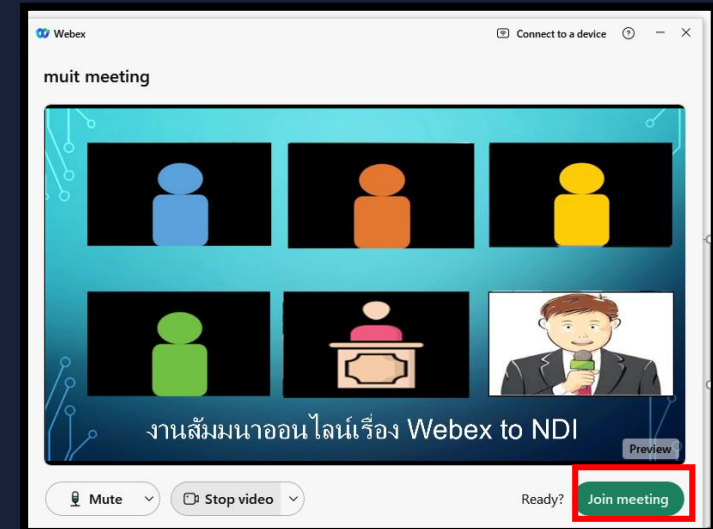 Webex
Connect to a device
muit meeting
งานสัมมนาออนไลน์เรื่อง Webex to NDI
Preview
Mute
Stop video
Ready?
Join meeting